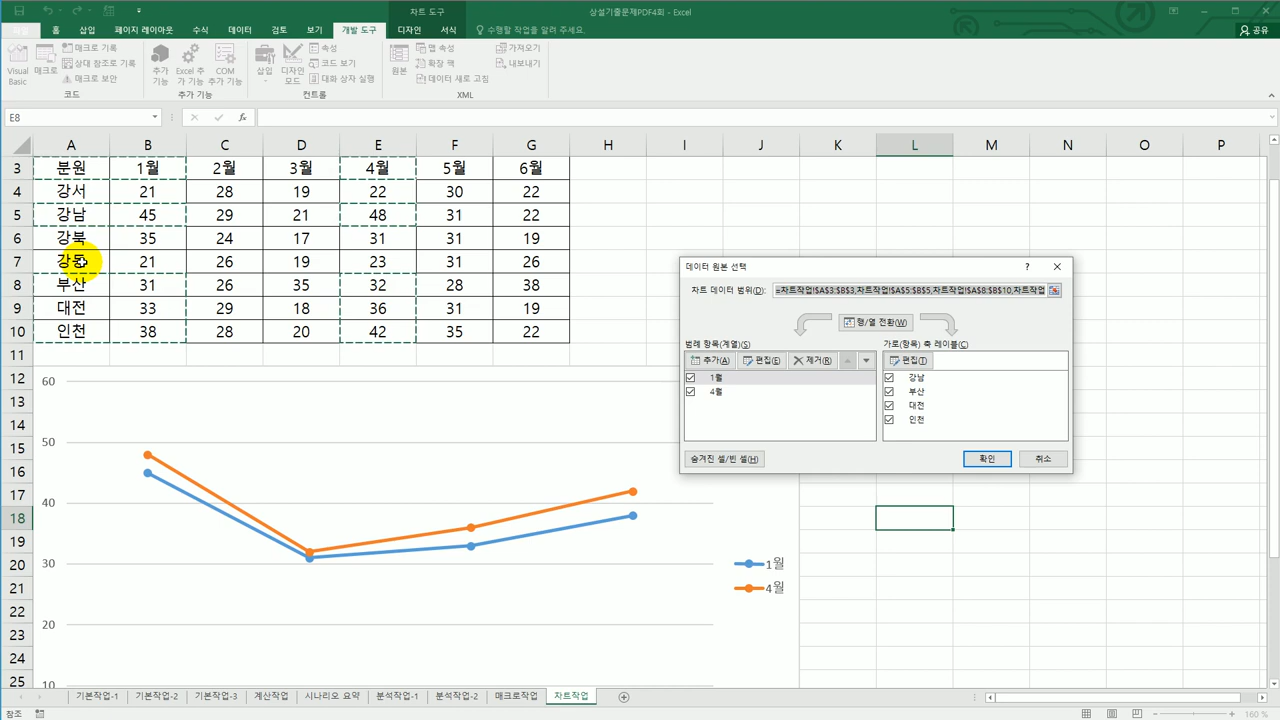 상설기출문제PDF4회 - Excel
차트 도구
홈 삽입 페이지 레이아웃 수식 데이터 검토 보기 개발 도구 디자인 서식 수행할 작업을 알려 주세요. 공유
Visual Basic
매크로
매크로 기록
상대 참조로 기록
매크로 보안
코드
추가 기능
Excel 추가 기능
COM 추가 기능
추가 기능
삽입
디자인 모드
속성
코드 보기
대화 상자 실행
컨트롤
원본
맵 속성
확장 팩
데이터 새로 고침
가져오기
내보내기
XML
E8
fx
A B C D E F G H I J K L M N O P
3 분원 1월 2월 3월 4월 5월 6월
4 강서 21 28 19 22 30 22
5 강남 45 29 21 48 31 22
6 강북 35 24 17 31 31 19
7 강동 21 26 19 23 31 26
8 부산 31 26 35 32 28 38
9 대전 33 29 18 36 31 19
10 인천 38 28 20 42 35 22
11
12
13
14
15
16
17
18
19
20
21
22
23
24
25
60
50
40
30
20
10
1월
4월
데이터 원본 선택 ?
차트 데이터 범위(D): =차트작업!$A$3:$B$3,차트작업!$A$5:$B$5,차트작업!$A$8:$B$10,차트작업
행/열 전환(W)
범례 항목(계열)(S)
추가(A) 편집(E) 제거(R)
1월
4월
가로(항목) 축 레이블(C)
편집(T)
강남
부산
대전
인천
숨겨진 셀/빈 셀(H) 확인 취소
기본작업-1 기본작업-2 기본작업-3 계산작업 시나리오 요약 분석작업-1 분석작업-2 매크로작업 차트작업
참조
160 %